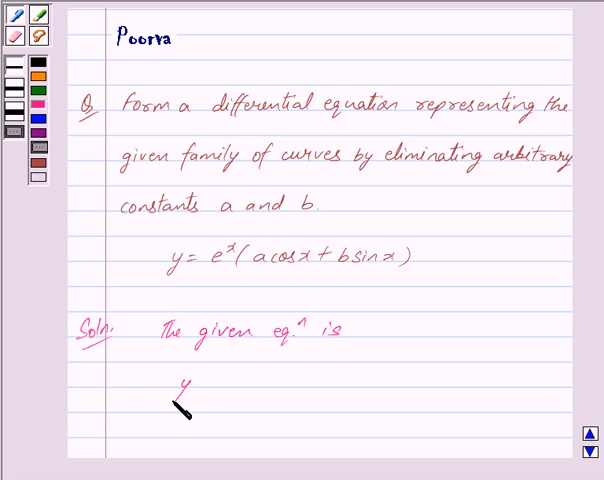 Poorva
Q Form a differential equation representing the
given family of curves by eliminating arbitrary
constants a and b.
y = eˣ ( a cos x + b sin x )
Soln. The given eq.ⁿ is
y